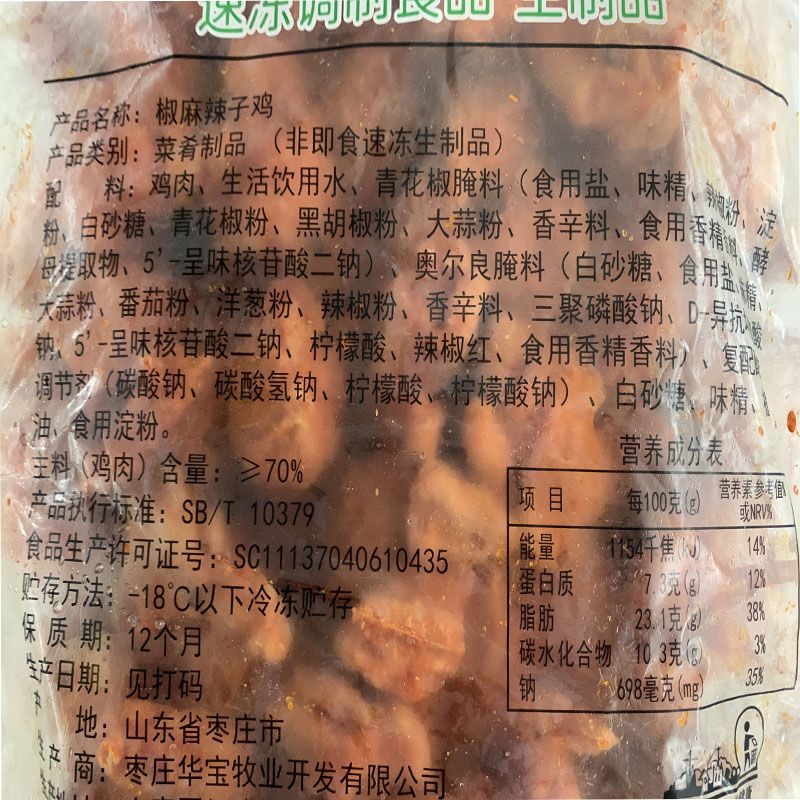 速冻调制食品 生制品
产品名称：椒麻辣子鸡
产品类别：菜肴制品 （非即食速冻生制品）
配 料：鸡肉、生活饮用水、青花椒腌料（食用盐、味精、辣椒粉、淀
粉、白砂糖、青花椒粉、黑胡椒粉、大蒜粉、香辛料、食用香精 料、酵
母提取物、5'-呈味核苷酸二钠）、奥尔良腌料（白砂糖、食用盐、 精、
大蒜粉、番茄粉、洋葱粉、辣椒粉、香辛料、三聚磷酸钠、D-异抗 酸
钠、5'-呈味核苷酸二钠、柠檬酸、辣椒红、食用香精香料）、复配
调节剂（碳酸钠、碳酸氢钠、柠檬酸、柠檬酸钠）、白砂糖、味精、
油、食用淀粉。
主料（鸡肉）含量：≥70%
产品执行标准：SB/T 10379
食品生产许可证号：SC11137040610435
贮存方法：-18℃以下冷冻贮存
保 质 期：12个月
生产日期：见打码
产 地：山东省枣庄市
生 产 商：枣庄华宝牧业开发有限公司
营养成分表
项 目 每100克(g) 营养素参考值%或NRV%
能量 1154千焦(kJ) 14%
蛋白质 7.3克(g) 12%
脂肪 23.1克(g) 38%
碳水化合物 10.3克(g) 3%
钠 698毫克(mg) 35%